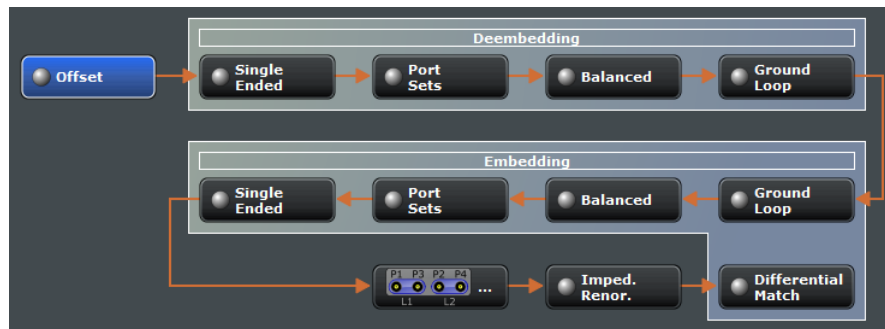 Deembedding
Offset
Single
Ended
Port
Sets
Balanced
Ground
Loop
Embedding
Single
Ended
Port
Sets
Balanced
Ground
Loop
P1 P3 P2 P4
...
L1 L2
Imped.
Renor.
Differential
Match